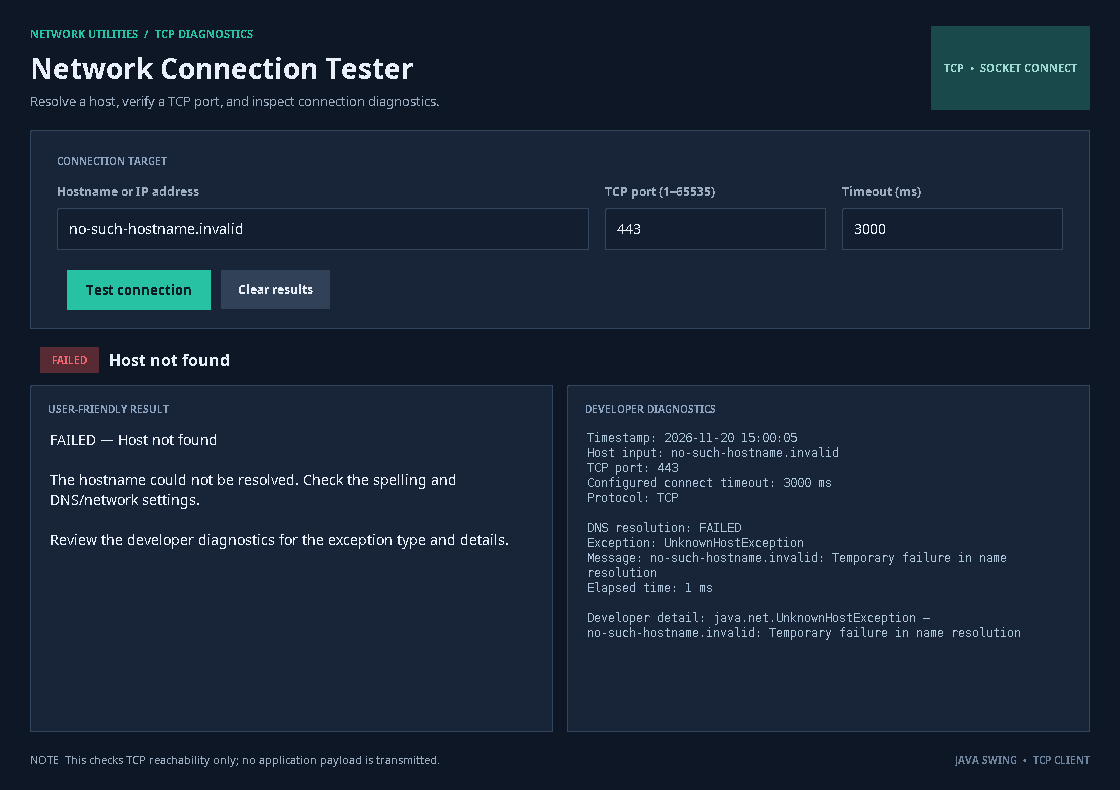 NETWORK UTILITIES / TCP DIAGNOSTICS
Network Connection Tester
Resolve a host, verify a TCP port, and inspect connection diagnostics.
TCP • SOCKET CONNECT
CONNECTION TARGET
Hostname or IP address
TCP port (1–65535)
Timeout (ms)
no-such-hostname.invalid
443
3000
Test connection
Clear results
FAILED
Host not found
USER-FRIENDLY RESULT
FAILED — Host not found
The hostname could not be resolved. Check the spelling and
DNS/network settings.
Review the developer diagnostics for the exception type and details.
DEVELOPER DIAGNOSTICS
Timestamp: 2026-11-20 15:00:05
Host input: no-such-hostname.invalid
TCP port: 443
Configured connect timeout: 3000 ms
Protocol: TCP
DNS resolution: FAILED
Exception: UnknownHostException
Message: no-such-hostname.invalid: Temporary failure in name
resolution
Elapsed time: 1 ms
Developer detail: java.net.UnknownHostException —
no-such-hostname.invalid: Temporary failure in name resolution
NOTE This checks TCP reachability only; no application payload is transmitted.
JAVA SWING • TCP CLIENT